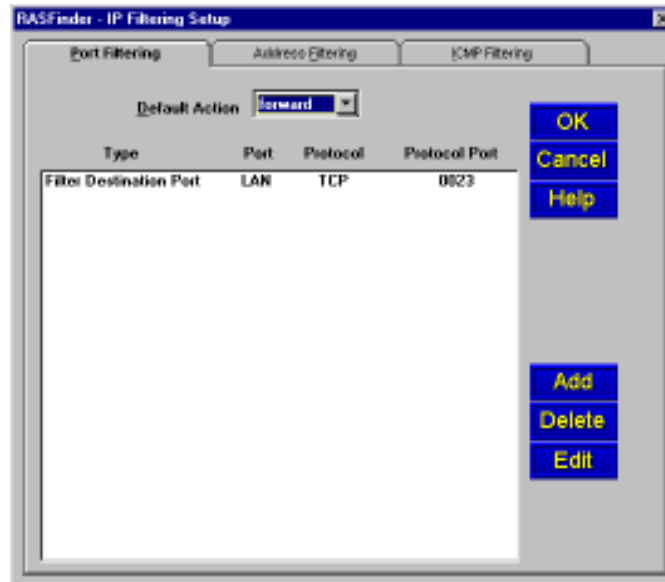 RASFinder - IP Filtering Setup
Port Filtering
Address Filtering
ICMP Filtering
Default Action forward
OK
Cancel
Help
Type Port Protocol Protocol Port
Filter Destination Port LAN TCP 0023
Add
Delete
Edit